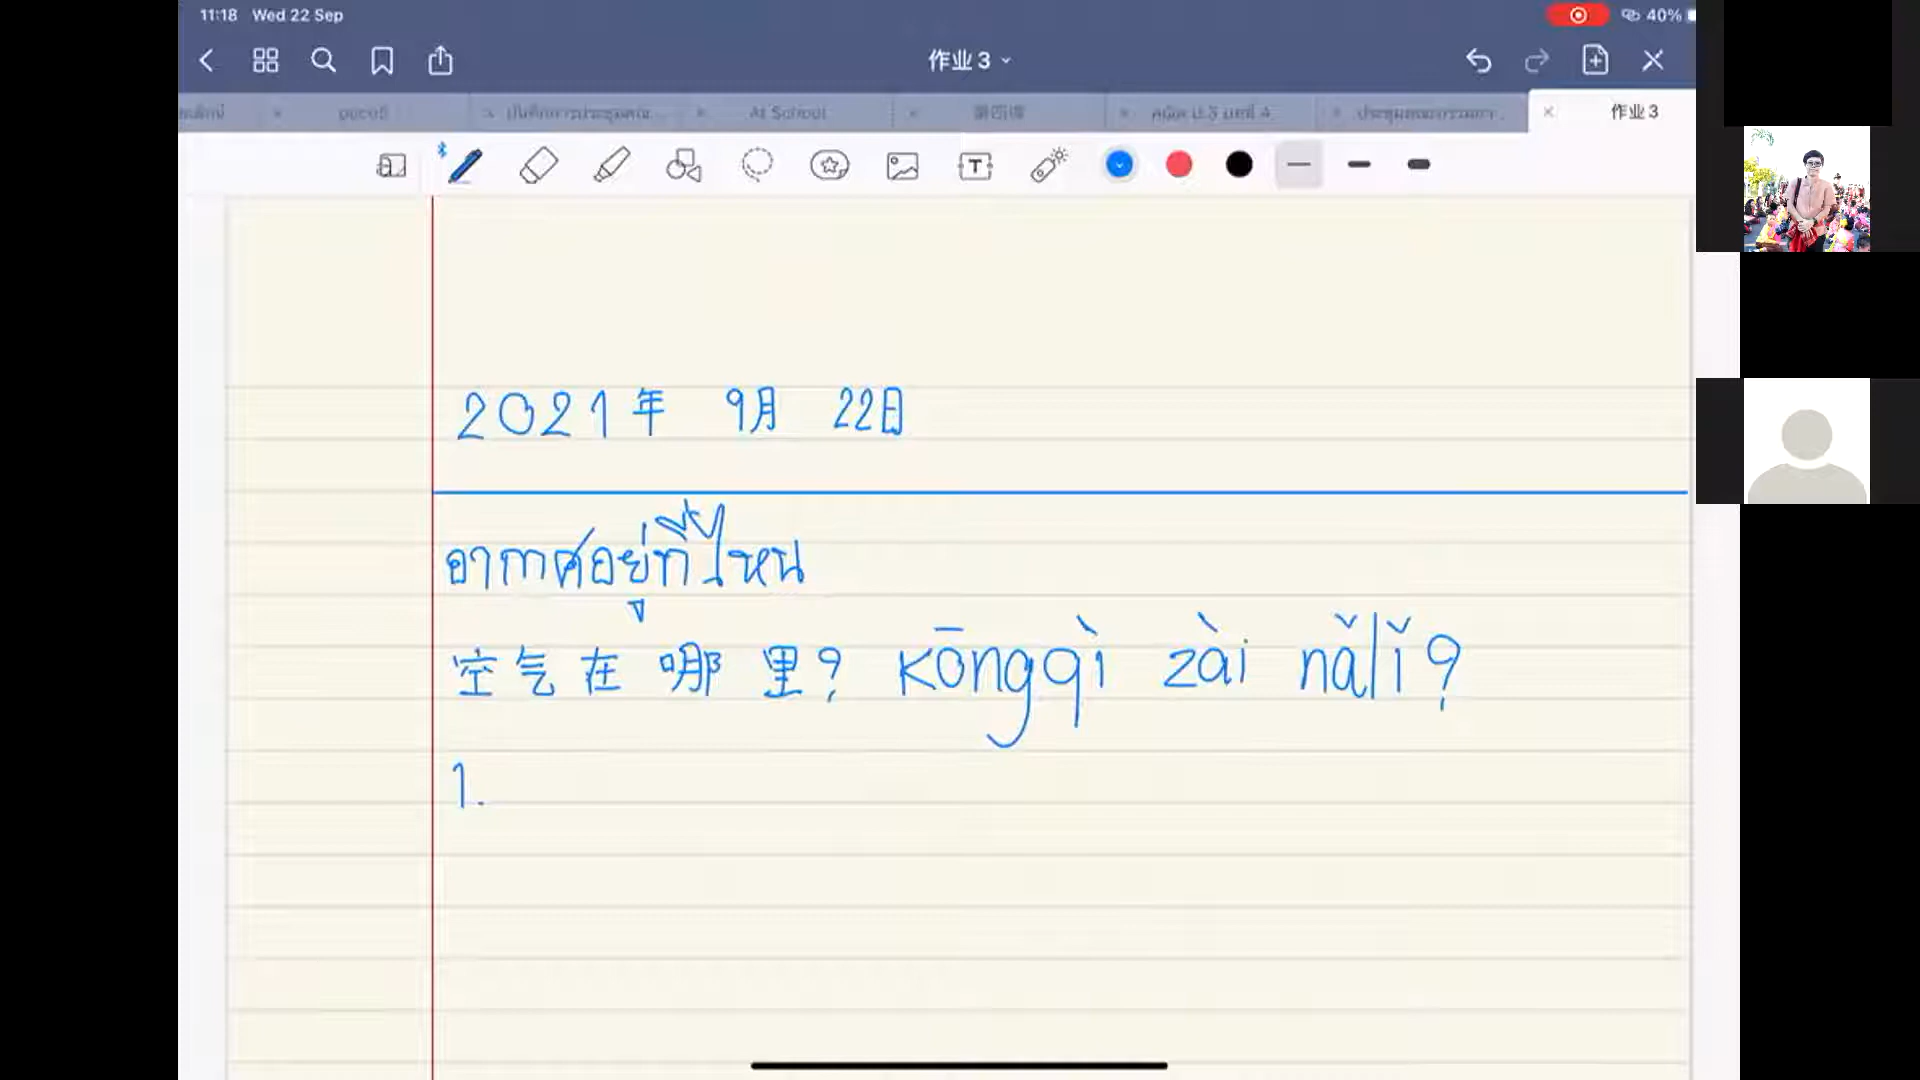 11:18 Wed 22 Sep
40%
作业 3
At School
作业 3
2021年 9月 22日
อากาศอยู่ที่ไหน
空气在哪里? kōngqì zài nǎlǐ?
1.